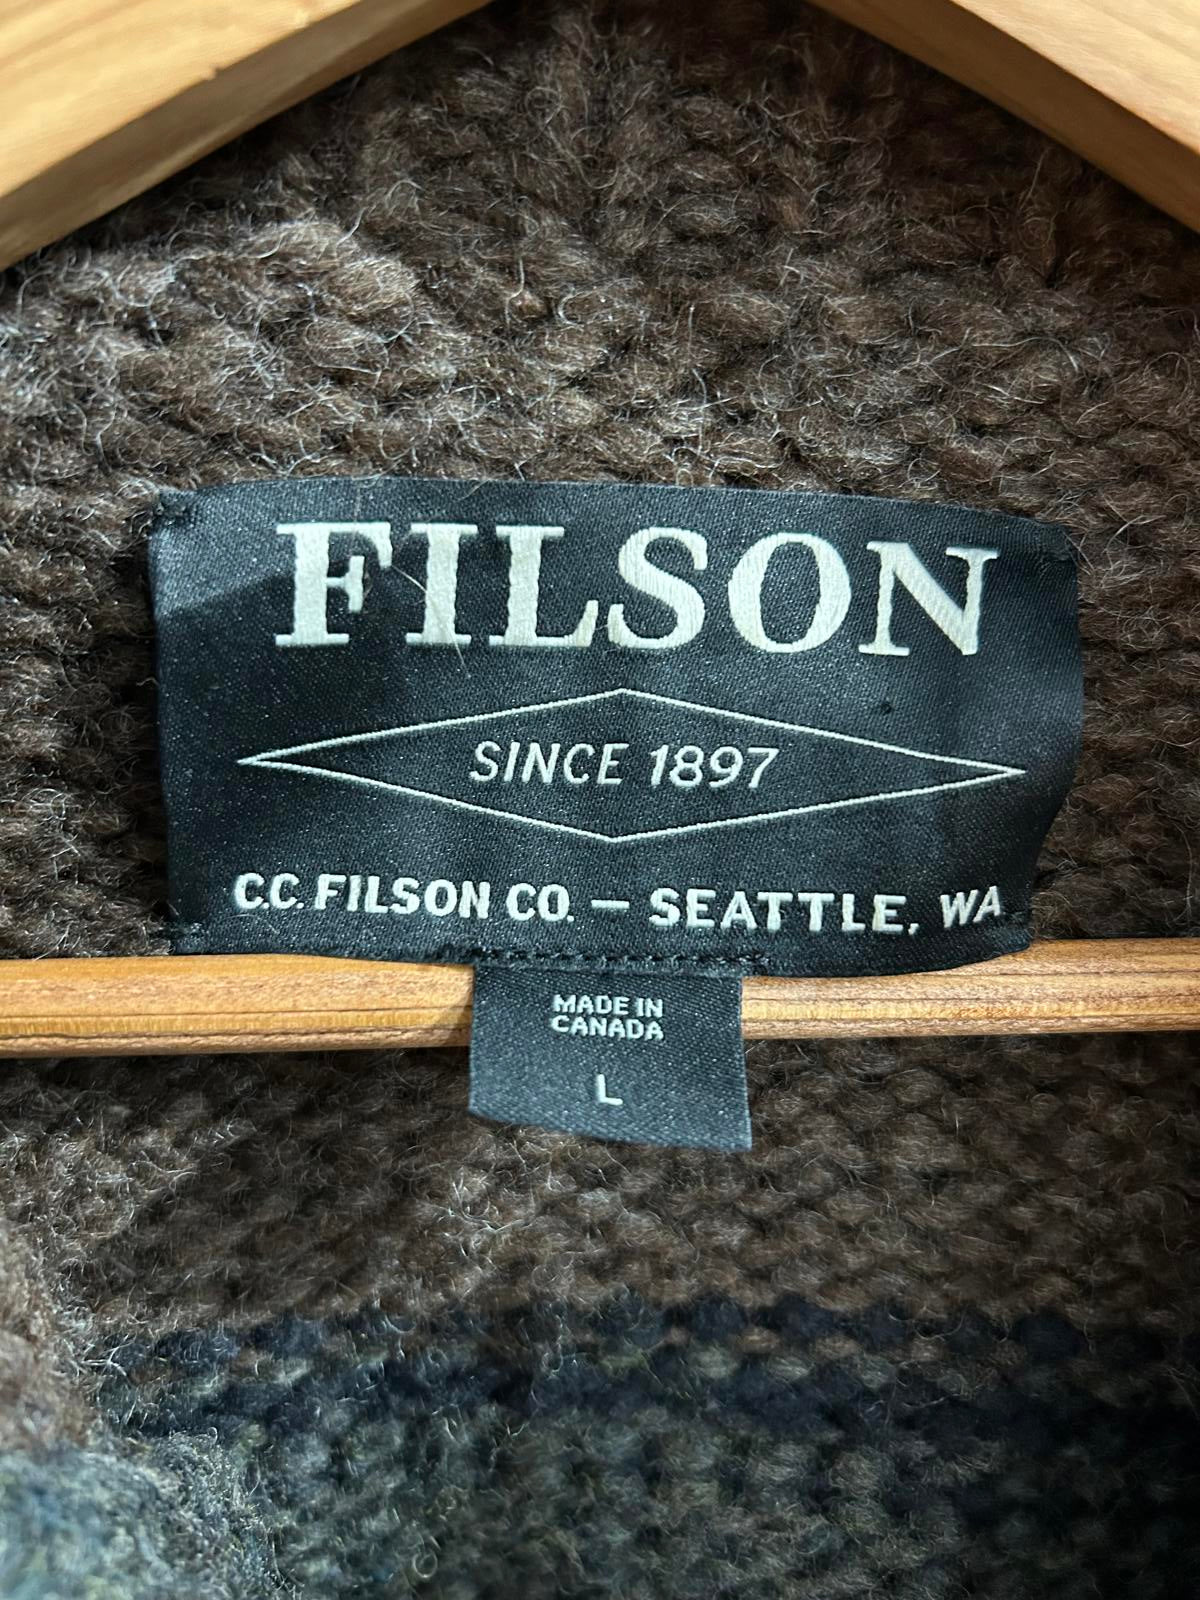 FILSON
SINCE 1897
C.C. FILSON CO. — SEATTLE, WA
MADE IN
CANADA
L